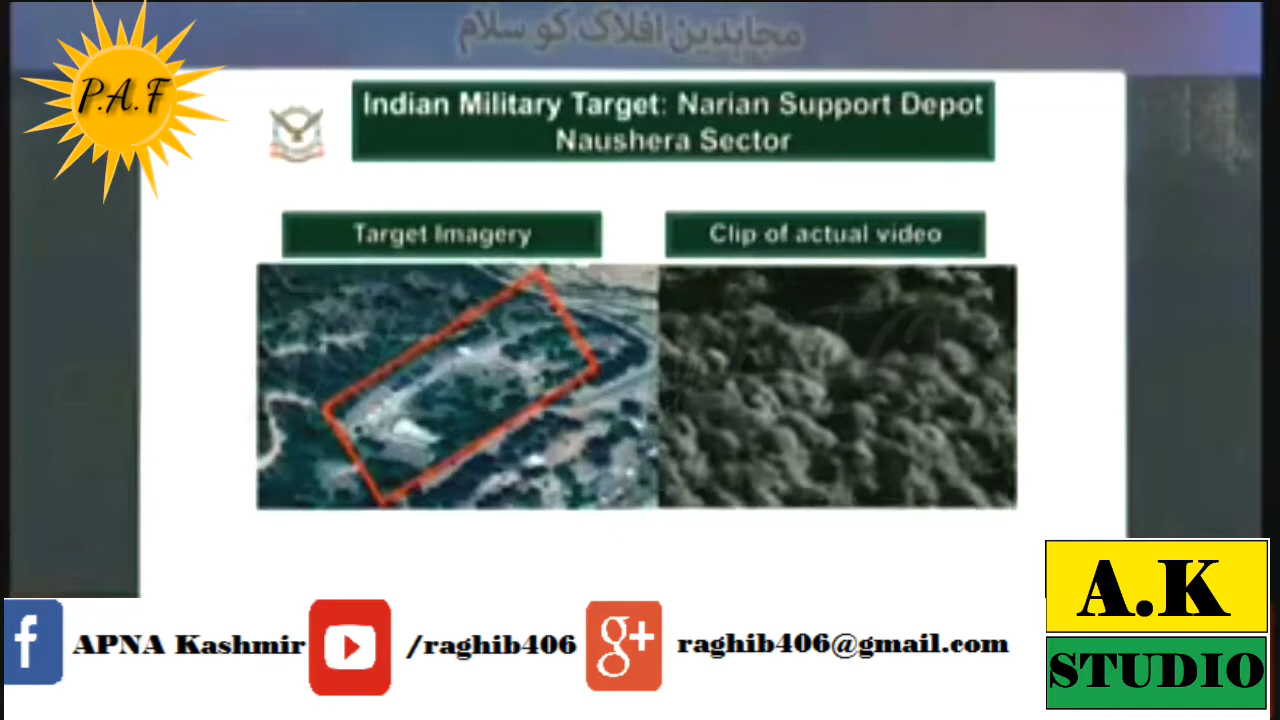 مجاہدین افلاک کو سلام
P.A.F
Indian Military Target: Narian Support Depot
Naushera Sector
Target Imagery
Clip of actual video
A.K
STUDIO
APNA Kashmir
/raghib406
g+
raghib406@gmail.com